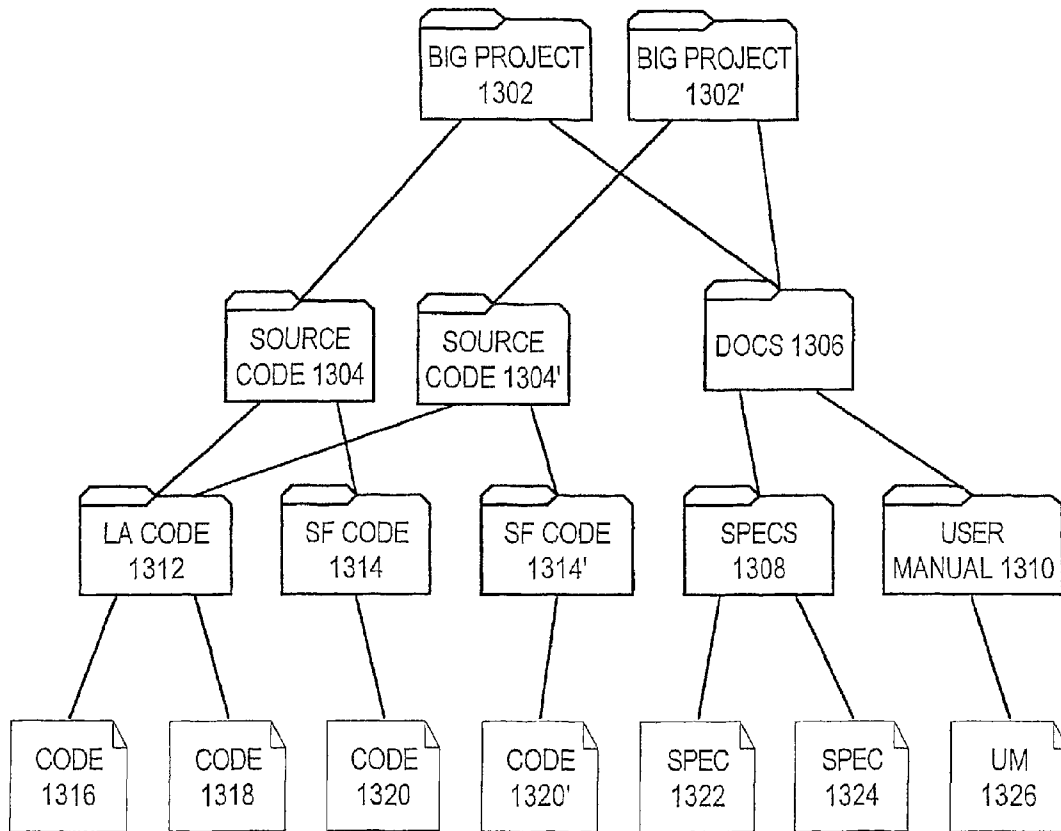 BIG PROJECT
1302
BIG PROJECT
1302'
SOURCE
CODE 1304
SOURCE
CODE 1304'
DOCS 1306
LA CODE
1312
SF CODE
1314
SF CODE
1314'
SPECS
1308
USER
MANUAL 1310
CODE
1316
CODE
1318
CODE
1320
CODE
1320'
SPEC
1322
SPEC
1324
UM
1326